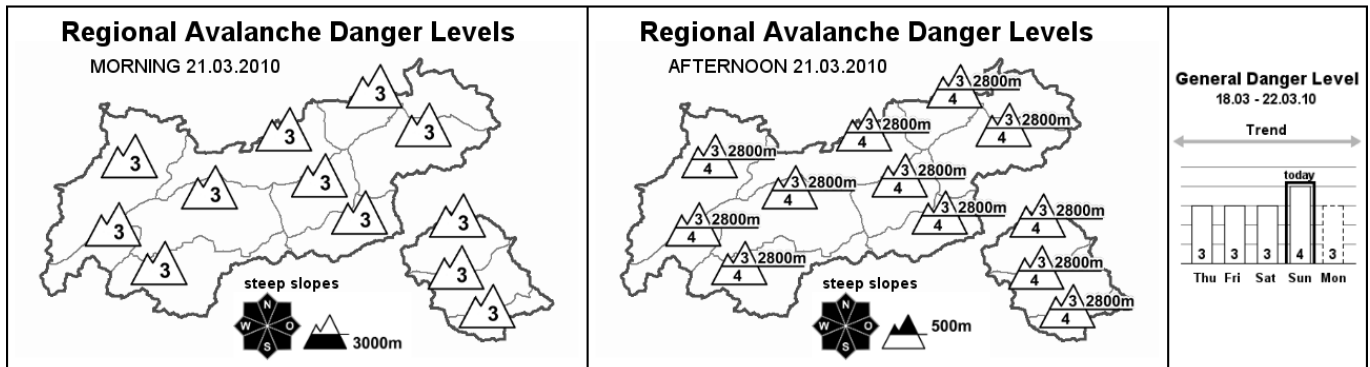 Regional Avalanche Danger Levels
MORNING 21.03.2010
3
3
3
3
3
3
3
3
3
3
3
3
steep slopes
N
W O
S
3000m
Regional Avalanche Danger Levels
AFTERNOON 21.03.2010
3 2800m
4
3 2800m
4
3 2800m
4
3 2800m
4
3 2800m
4
3 2800m
4
3 2800m
4
3 2800m
4
3 2800m
4
3 2800m
4
3 2800m
4
3 2800m
4
steep slopes
N
W O
S
500m
General Danger Level
18.03 - 22.03.10
Trend
today
3 3 3 4 3
Thu Fri Sat Sun Mon